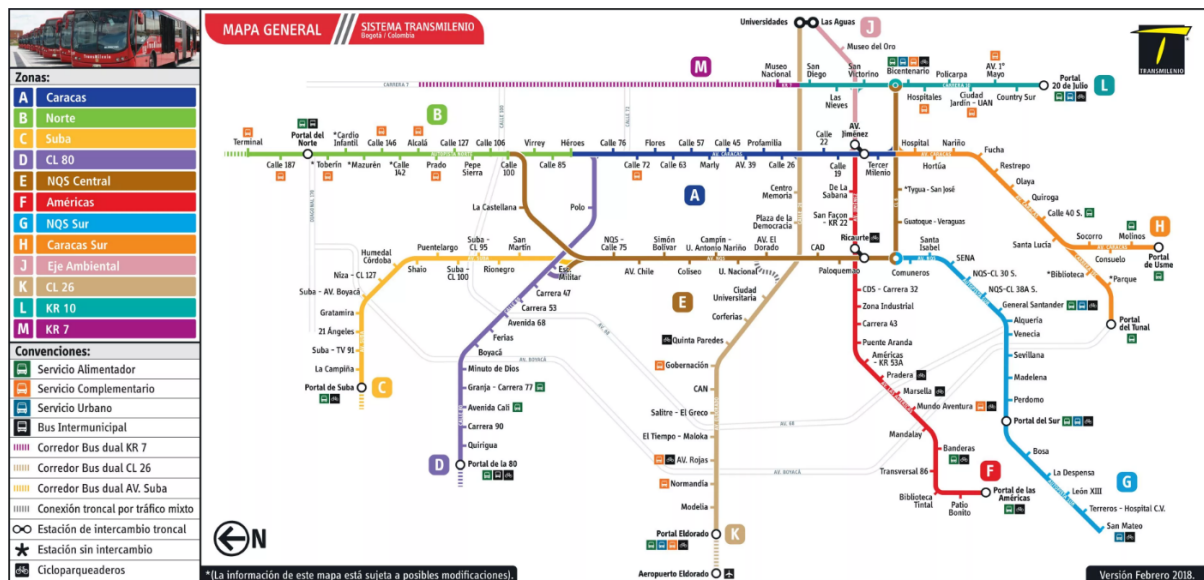 MAPA GENERAL
SISTEMA TRANSMILENIO
Bogotá / Colombia
TRANSMILENIO
Zonas:
A Caracas
B Norte
C Suba
D CL 80
E NQS Central
F Américas
G NQS Sur
H Caracas Sur
J Eje Ambiental
K CL 26
L KR 10
M KR 7
Convenciones:
Servicio Alimentador
Servicio Complementario
Servicio Urbano
Bus Intermunicipal
Corredor Bus dual KR 7
Corredor Bus dual CL 26
Corredor Bus dual AV. Suba
Conexión troncal por tráfico mixto
Estación de intercambio troncal
Estación sin intercambio
Cicloparqueaderos
Universidades
Las Aguas
J
Museo del Oro
M
CARRERA 7
Museo
Nacional
KR 7
San
Diego
Las
Nieves
San
Victorino
Bicentenario
Hospitales
Policarpa
Ciudad
Jardín - UAN
AV. 1°
Mayo
Country Sur
Portal
20 de Julio
L
B
Terminal
Calle 187
Portal del
Norte
* Toberín
*Cardio
Infantil
*Mazurén
Calle 146
*Calle
142
Alcalá
Prado
Calle 127
Pepe
Sierra
Calle 106
Calle
100
Virrey
Calle 85
Héroes
Calle 76
Calle 72
Flores
Calle 63
Calle 57
Marly
Calle 45
AV. 39
Profamilia
Calle 26
Calle
22
Calle
19
AV.
Jiménez
Tercer
Milenio
Hospital
Hortúa
Nariño
Fucha
Restrepo
Olaya
Quiroga
Calle 40 S.
Santa Lucía
Socorro
Consuelo
Molinos
H
Portal
de Usme
*Biblioteca
*Parque
Portal
del Tunal
A
Centro
Memoria
Plaza de la
Democracia
De La
Sabana
San Façon -
KR 22
Ricaurte
*Tygua - San José
Guatoque - Veraguas
La Castellana
Polo
NQS -
Calle 75
AV. Chile
Simón
Bolívar
Coliseo
Campín -
U. Antonio Nariño
U. Nacional
AV. El
Dorado
CAD
Paloquemao
Comuneros
Santa
Isabel
SENA
NQS-CL 30 S.
NQS-CL 38A S.
General Santander
Alquería
Venecia
Sevillana
Madelena
Perdomo
Portal del Sur
Bosa
La Despensa
León XIII
Terreros - Hospital C.V.
San Mateo
G
E
Humedal
Córdoba
Puentelargo
Shaio
Suba -
CL 95
Suba -
CL 100
Rionegro
San
Martín
Esc.
Militar
Niza - CL 127
Suba - AV. Boyacá
Gratamira
21 Ángeles
Suba - TV 91
La Campiña
Portal de Suba
C
Carrera 47
Carrera 53
Avenida 68
Ferias
Boyacá
Minuto de Dios
Granja - Carrera 77
Avenida Cali
Carrera 90
Quirigua
Portal de la 80
D
Ciudad
Universitaria
Corferias
Quinta Paredes
Gobernación
CAN
Salitre - El Greco
El Tiempo - Maloka
AV. Rojas
Normandia
Modelia
Portal Eldorado
K
Aeropuerto Eldorado
CDS - Carrera 32
Zona Industrial
Carrera 43
Puente Aranda
Américas
- KR 53A
Pradera
Marsella
Mundo Aventura
Mandalay
Banderas
Transversal 86
Biblioteca
Tintal
Patio
Bonito
Portal de las
Américas
F
AV. 68
AV. BOYACÁ
AV. BOYACÁ
N
*(La información de este mapa está sujeta a posibles modificaciones).
Versión Febrero 2018.